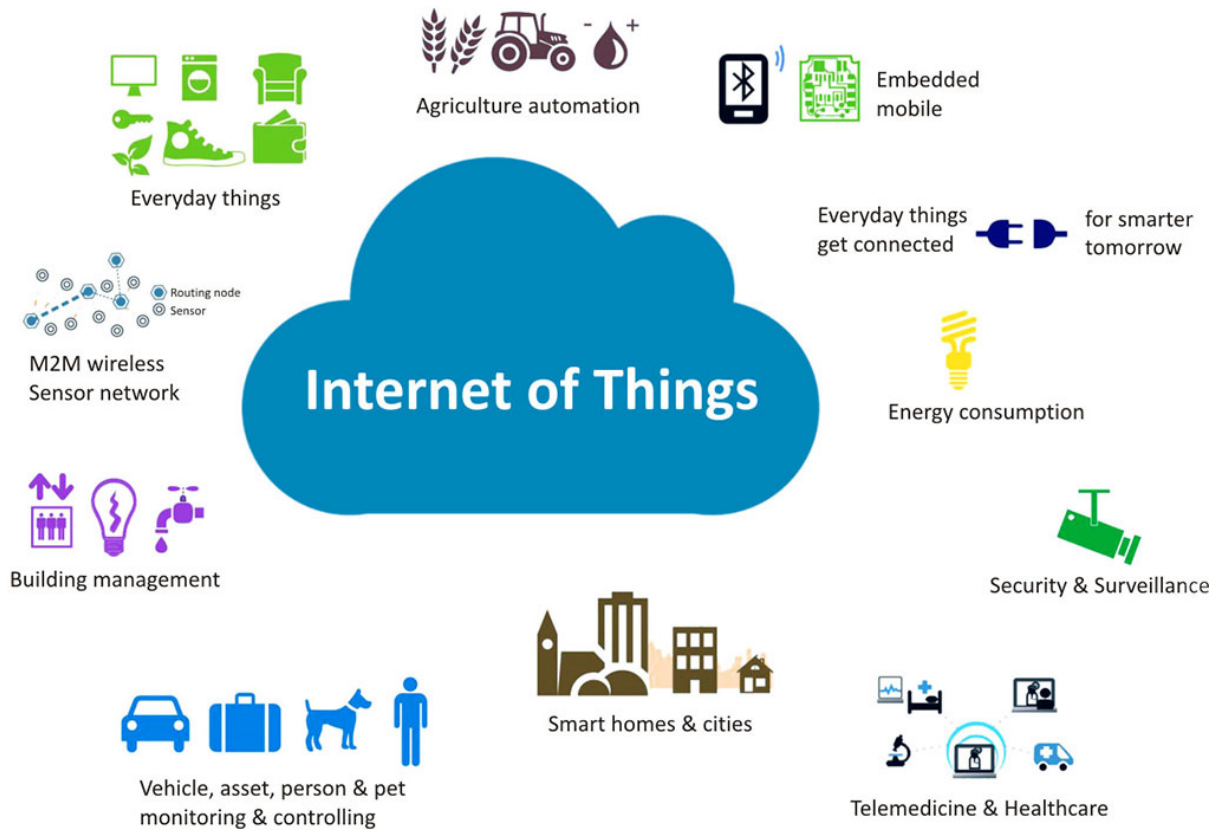 - +
Agriculture automation
Embedded
mobile
Everyday things
Everyday things
get connected
for smarter
tomorrow
Routing node
Sensor
M2M wireless
Sensor network
Internet of Things
Energy consumption
Building management
Security & Surveillance
Smart homes & cities
Vehicle, asset, person & pet
monitoring & controlling
Telemedicine & Healthcare